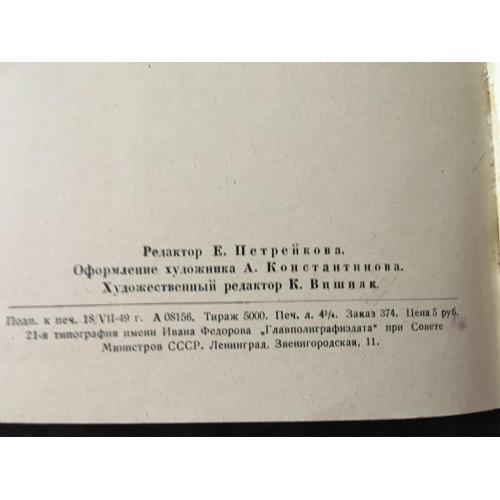 Редактор Е. Петрейкова.
Оформление художника А. Константинова.
Художественный редактор К. Вишняк.
Подп. к печ. 18/VII-49 г. А 08156. Тираж 5000. Печ. л. 4¼. Заказ 374. Цена 5 руб.
21-я типография имени Ивана Федорова „Главполиграфиздата“ при Совете
Министров СССР. Ленинград, Звенигородская, 11.